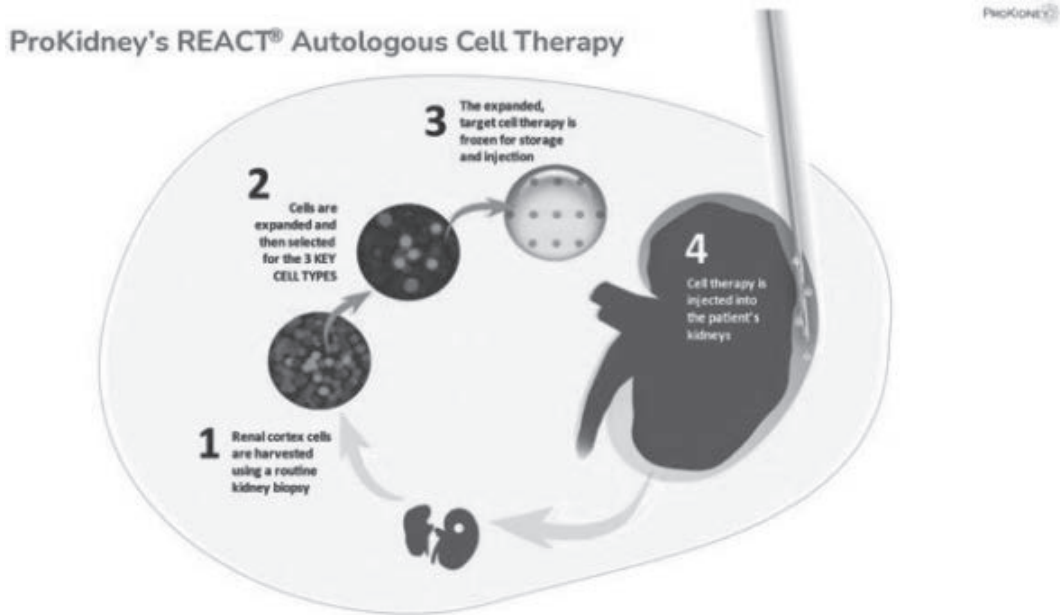 PROKIDNEY
ProKidney's REACT® Autologous Cell Therapy
3
The expanded,
target cell therapy is
frozen for storage
and injection
2
Cells are
expanded and
then selected
for the 3 KEY
CELL TYPES
4
Cell therapy is
injected into
the patient's
kidneys
1
Renal cortex cells
are harvested
using a routine
kidney biopsy